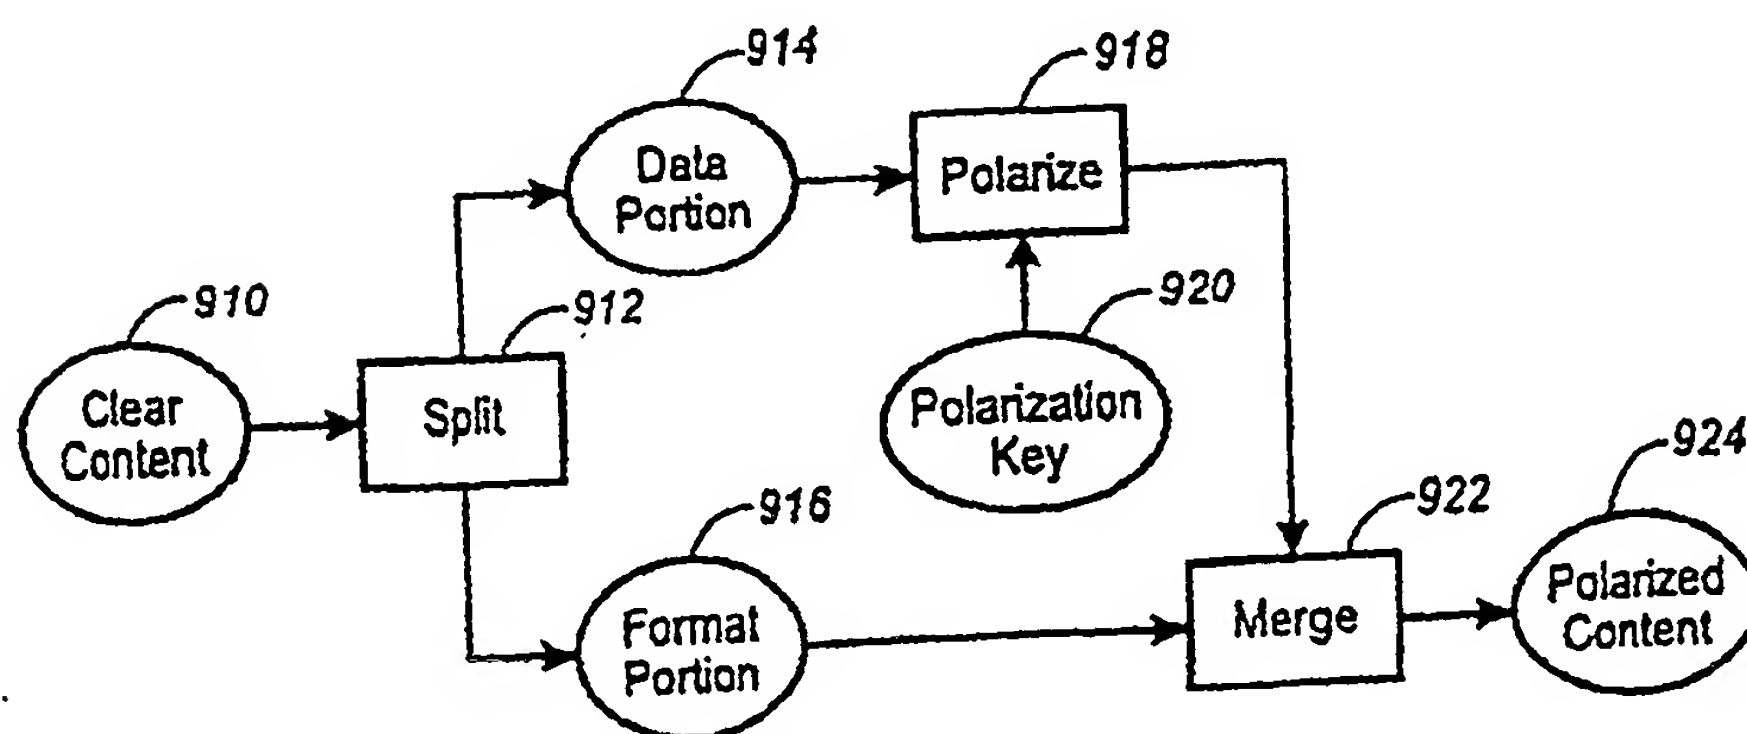 914
918
Data
Portion
Polarize
910
912
920
Clear
Content
Split
Polarization
Key
916
922
924
Format
Portion
Merge
Polarized
Content